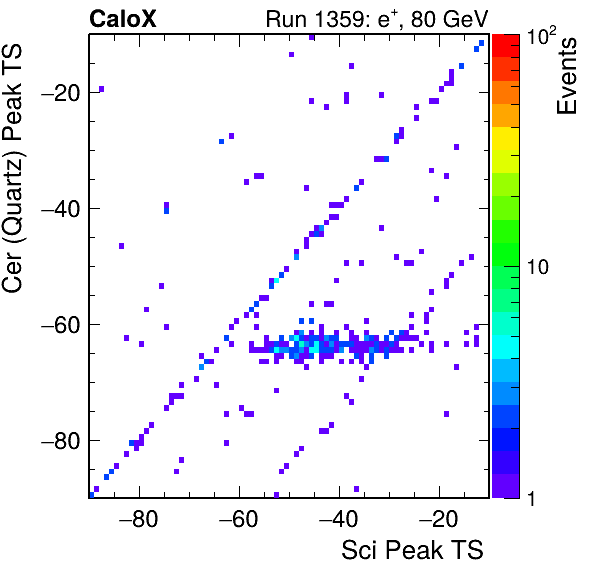 CaloX Run 1359: e⁺, 80 GeV
Cer (Quartz) Peak TS
−20
−40
−60
−80
−80 −60 −40 −20
Sci Peak TS
10²
10
1
Events